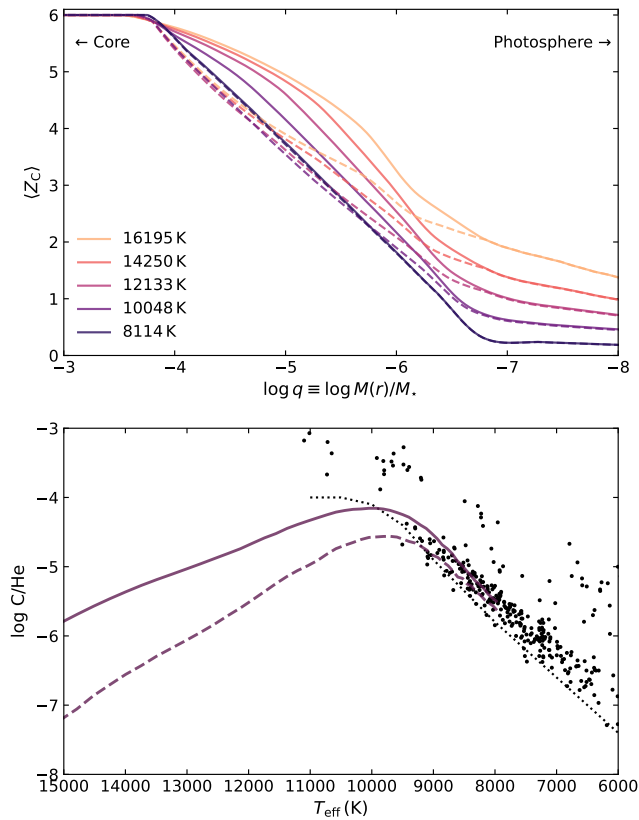 6
5
4
3
2
1
0
⟨Z_C⟩
← Core
Photosphere →
16195 K
14250 K
12133 K
10048 K
8114 K
−3 −4 −5 −6 −7 −8
log q ≡ log M(r)/M⋆
−3
−4
−5
−6
−7
−8
log C/He
15000 14000 13000 12000 11000 10000 9000 8000 7000 6000
T_eff (K)